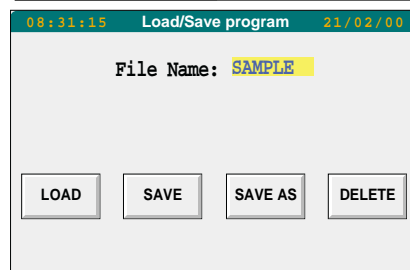 08:31:15 Load/Save program 21/02/00
File Name: SAMPLE
LOAD SAVE SAVE AS DELETE